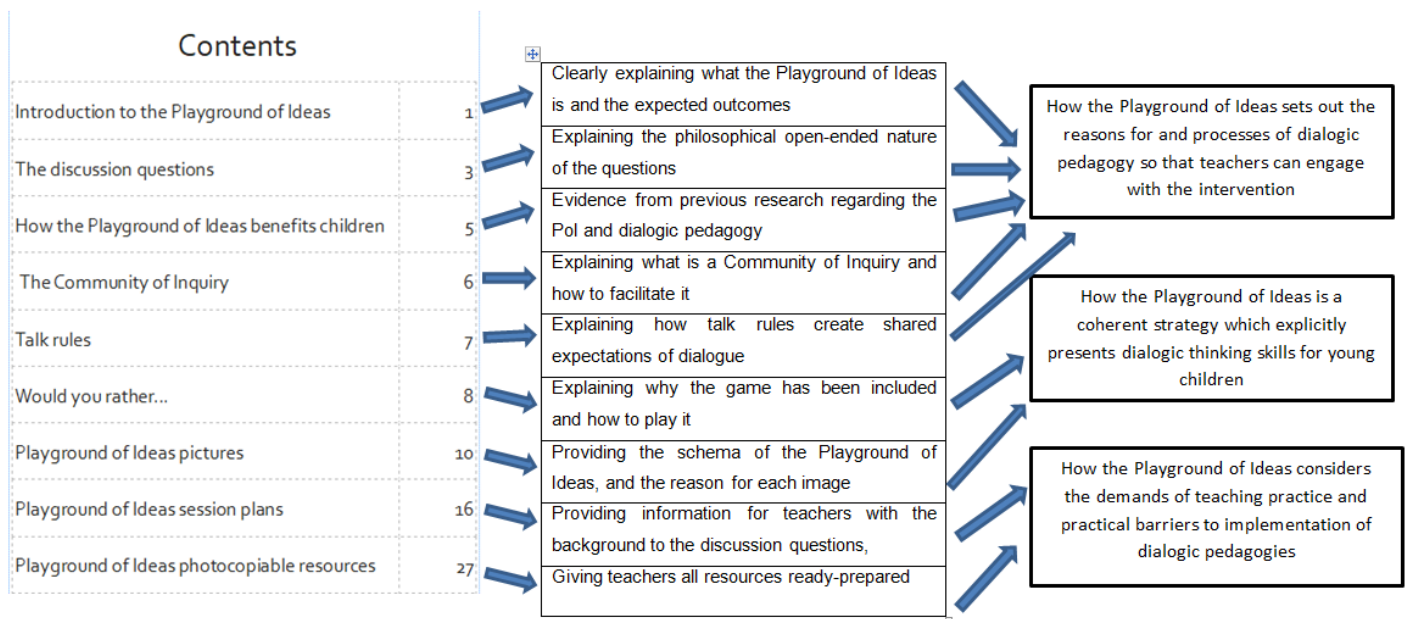 Contents
Introduction to the Playground of Ideas 1
The discussion questions 3
How the Playground of Ideas benefits children 5
The Community of Inquiry 6
Talk rules 7
Would you rather... 8
Playground of Ideas pictures 10
Playground of Ideas session plans 16
Playground of Ideas photocopiable resources 27
Clearly explaining what the Playground of Ideas
is and the expected outcomes
Explaining the philosophical open-ended nature
of the questions
Evidence from previous research regarding the
PoI and dialogic pedagogy
Explaining what is a Community of Inquiry and
how to facilitate it
Explaining how talk rules create shared
expectations of dialogue
Explaining why the game has been included
and how to play it
Providing the schema of the Playground of
Ideas, and the reason for each image
Providing information for teachers with the
background to the discussion questions,
Giving teachers all resources ready-prepared
How the Playground of Ideas sets out the
reasons for and processes of dialogic
pedagogy so that teachers can engage
with the intervention
How the Playground of Ideas is a
coherent strategy which explicitly
presents dialogic thinking skills for young
children
How the Playground of Ideas considers
the demands of teaching practice and
practical barriers to implementation of
dialogic pedagogies